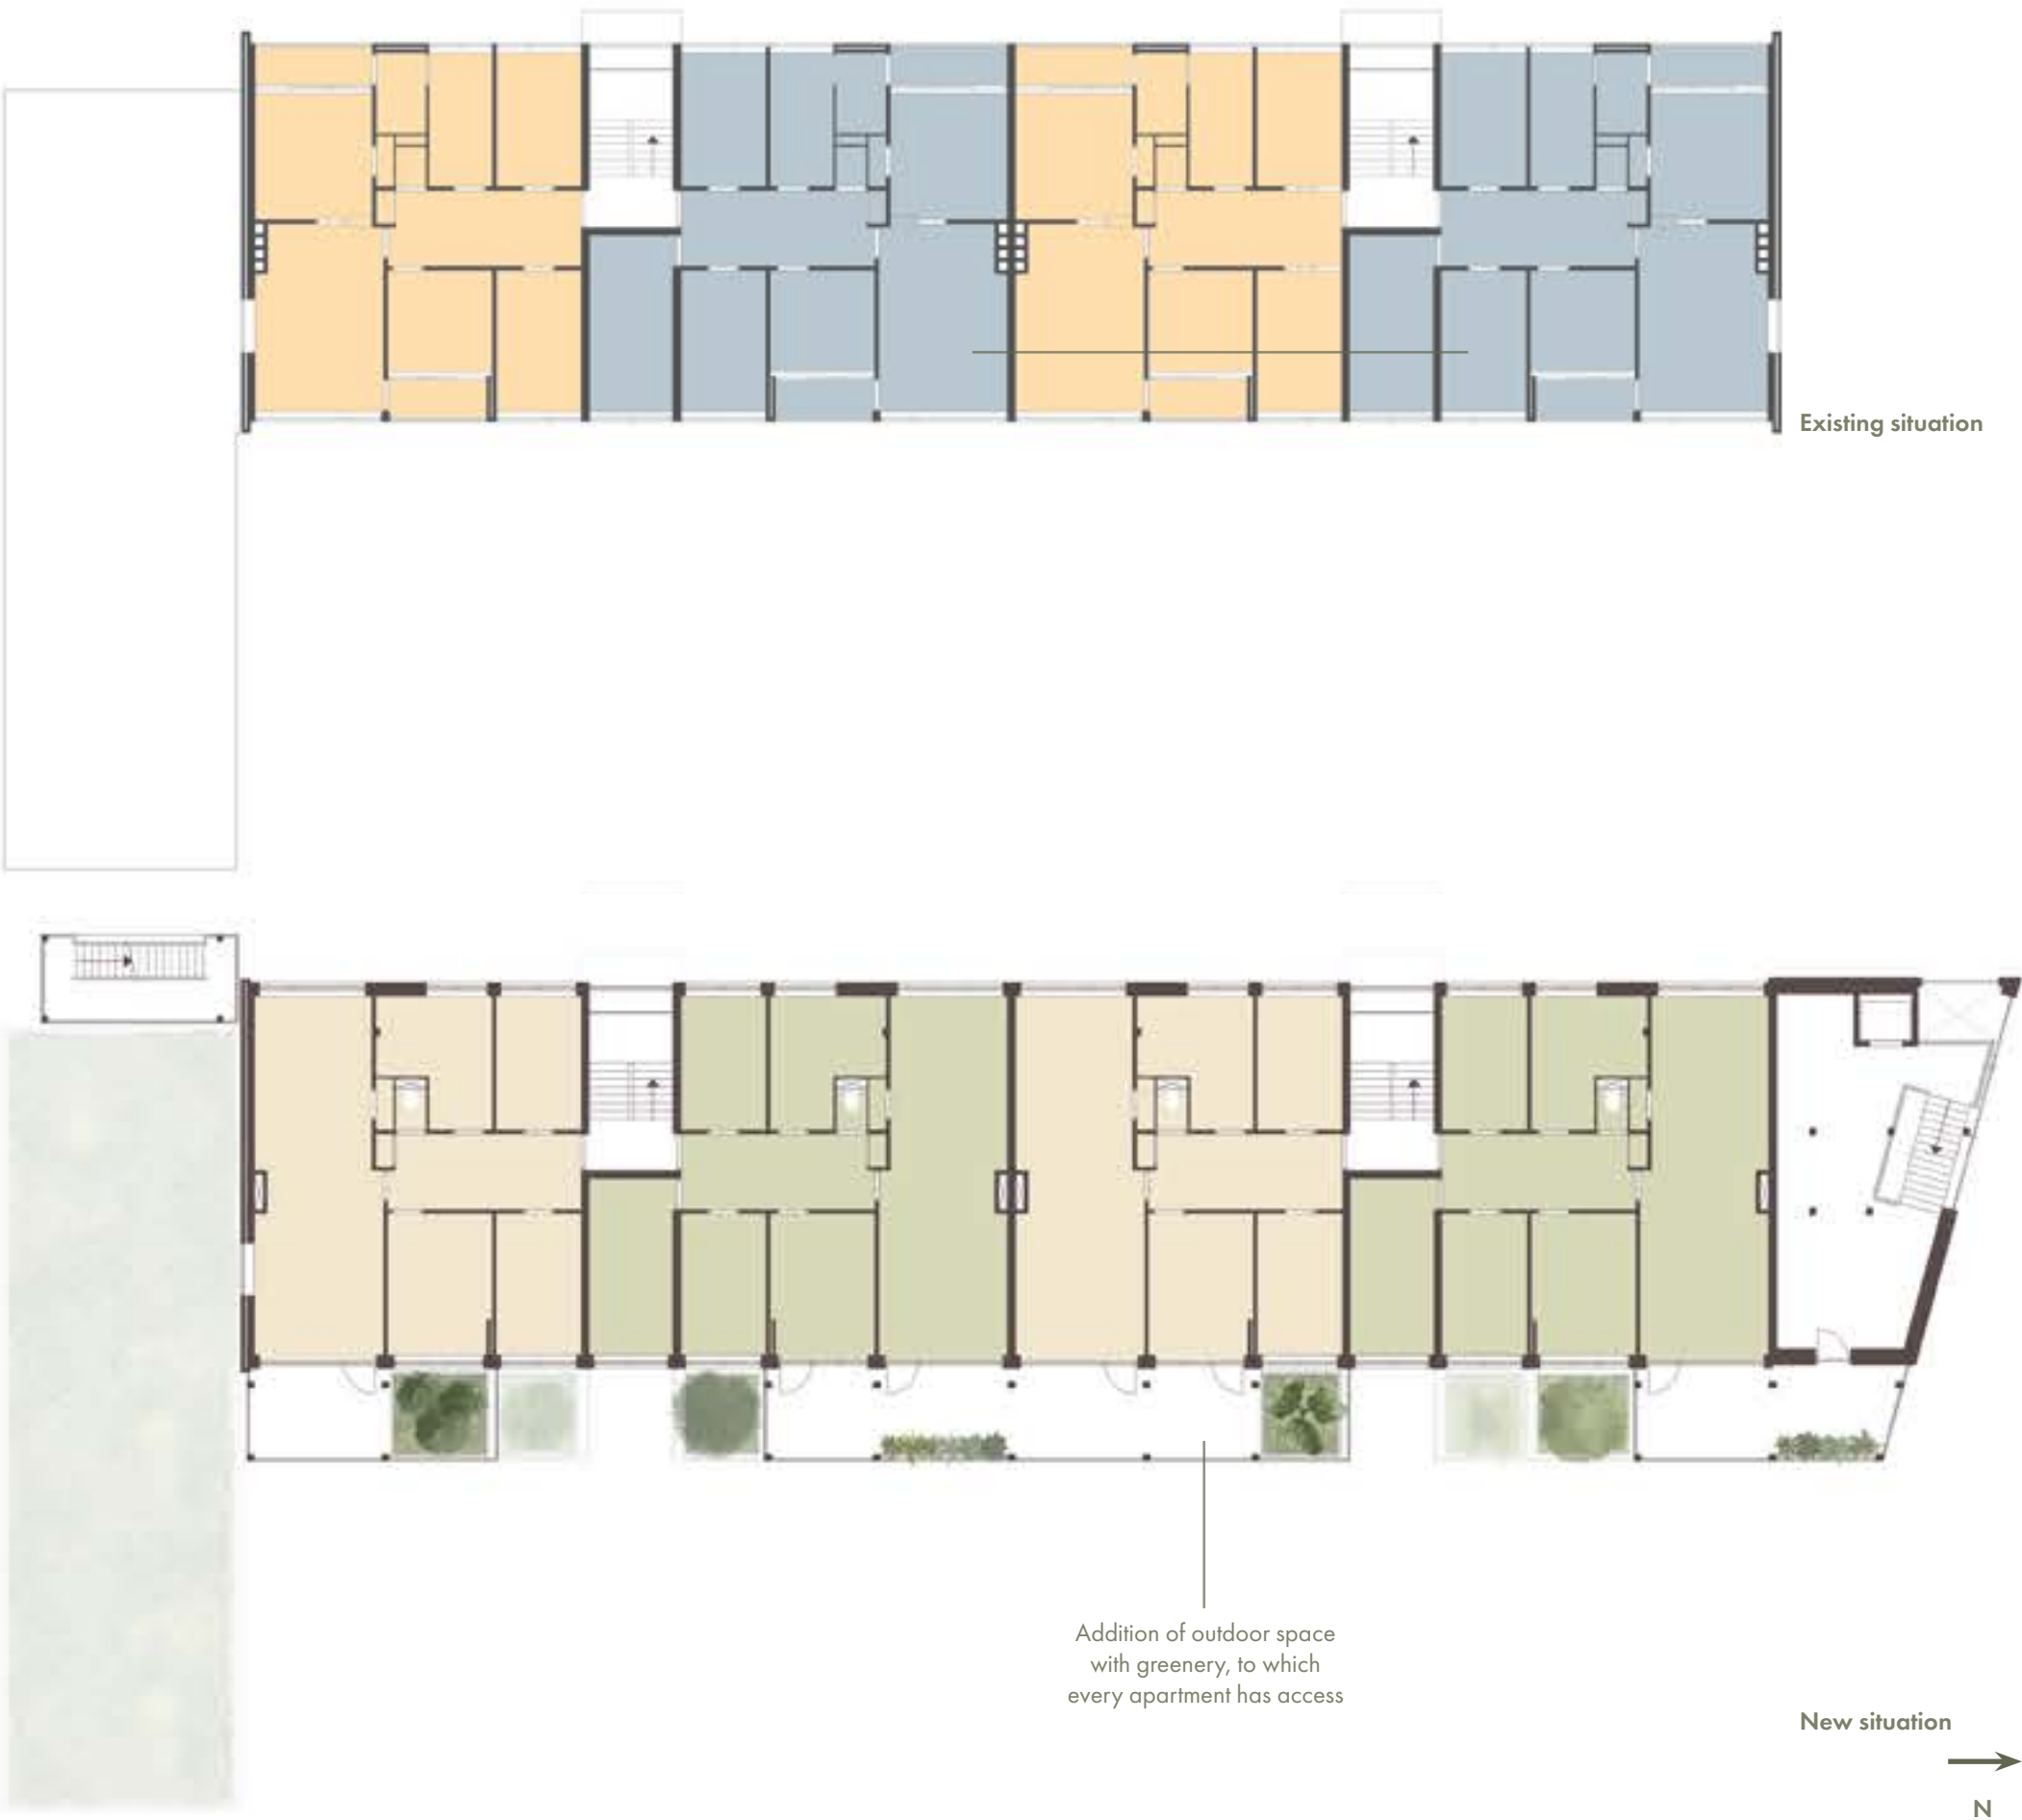 Existing situation
Addition of outdoor space
with greenery, to which
every apartment has access
New situation
N